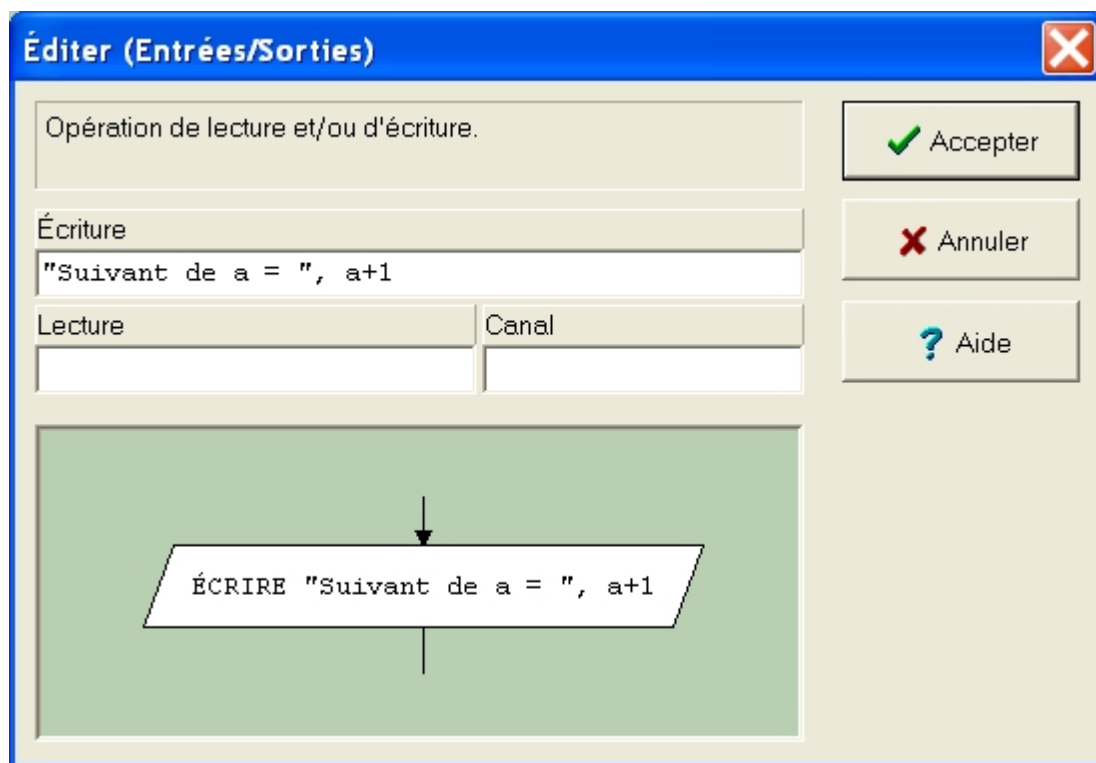 Éditer (Entrées/Sorties)
Opération de lecture et/ou d'écriture.
Accepter
Écriture
Annuler
"Suivant de a = ", a+1
Lecture
Canal
? Aide
ÉCRIRE "Suivant de a = ", a+1